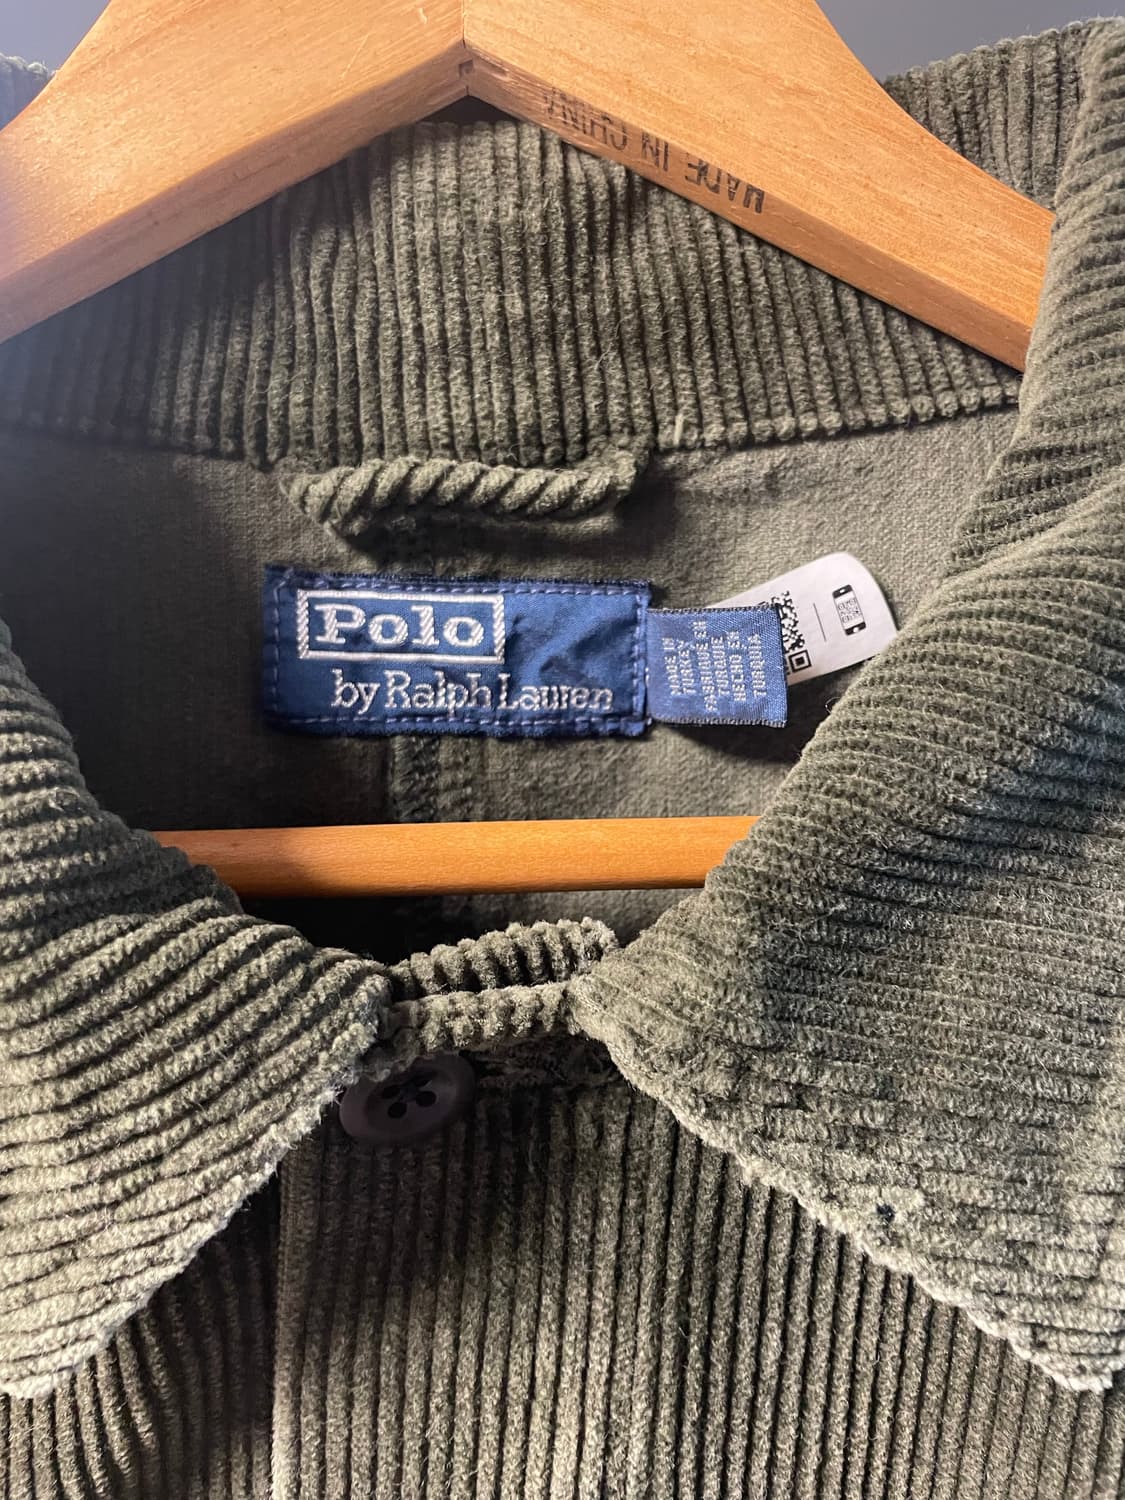 MADE IN CHINA
Polo
by Ralph Lauren
MADE IN
TURKEY
FABRIQUE EN
TURQUIE
HECHO EN
TURQUIA